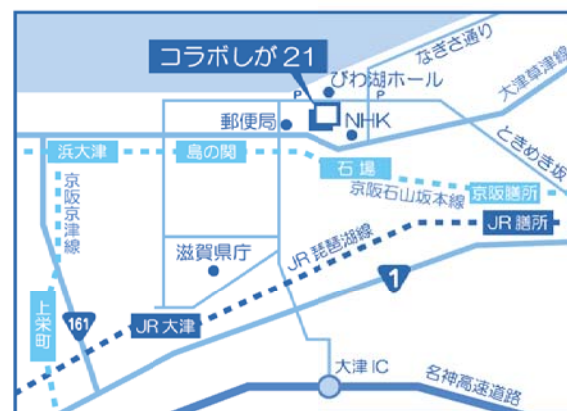 コラボしが21
なぎさ通り
びわ湖ホール
P
P
大津草津線
郵便局
NHK
ときめき坂
浜大津
島の関
石場
京阪石山坂本線
京阪膳所
京阪京津線
JR膳所
滋賀県庁
JR琵琶湖線
1
上栄町
161
JR大津
大津IC
名神高速道路